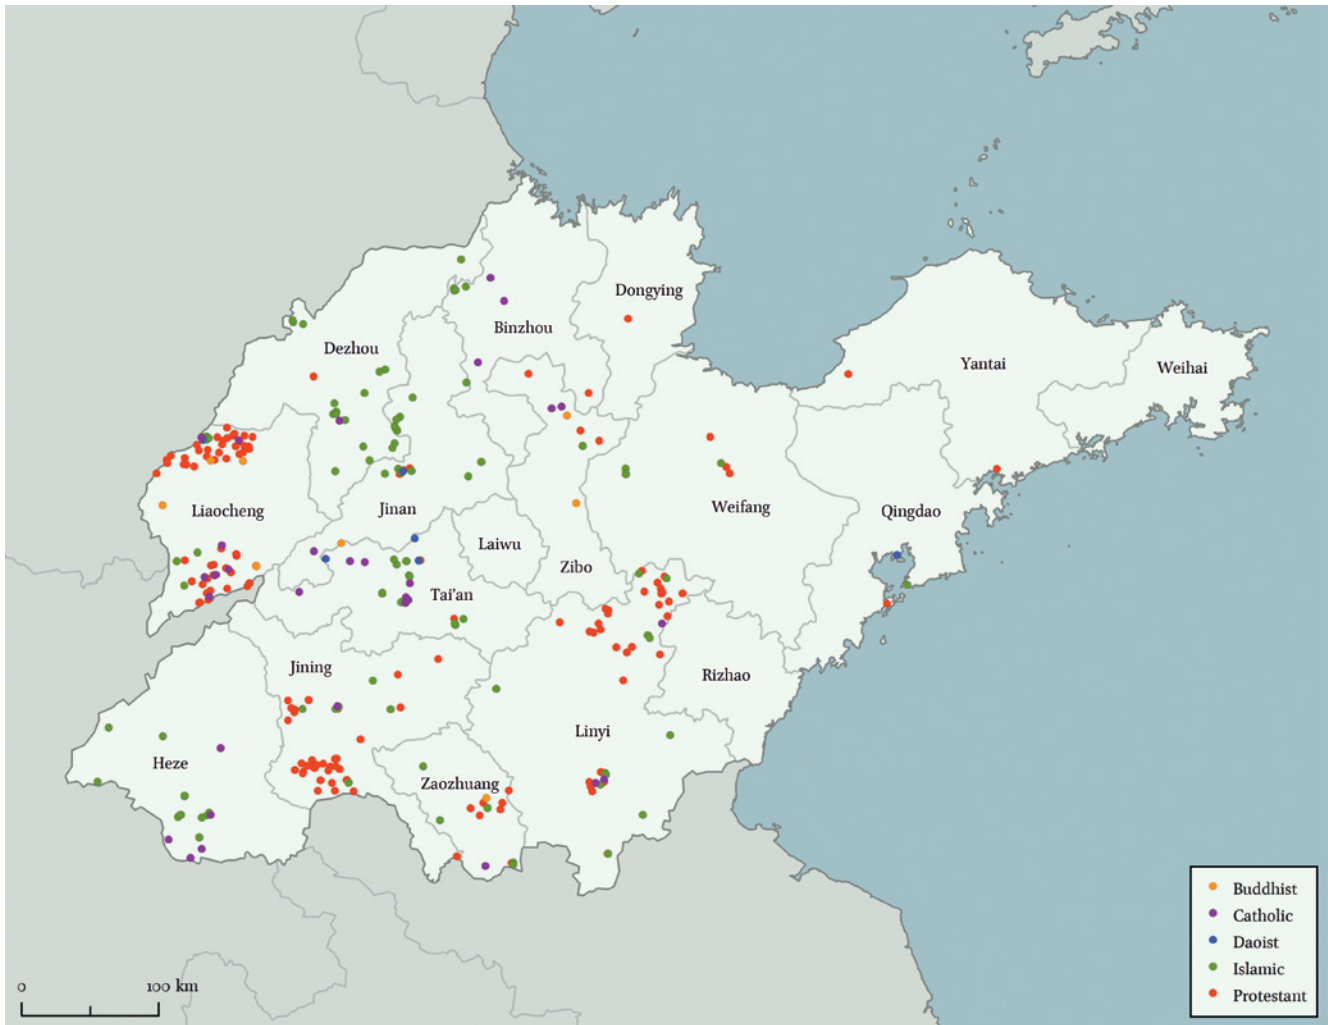 Dongying
Binzhou
Dezhou
Yantai
Weihai
Liaocheng
Jinan
Weifang
Qingdao
Laiwu
Zibo
Tai'an
Jining
Rizhao
Linyi
Heze
Zaozhuang
Buddhist
Catholic
Daoist
Islamic
Protestant
0 100 km